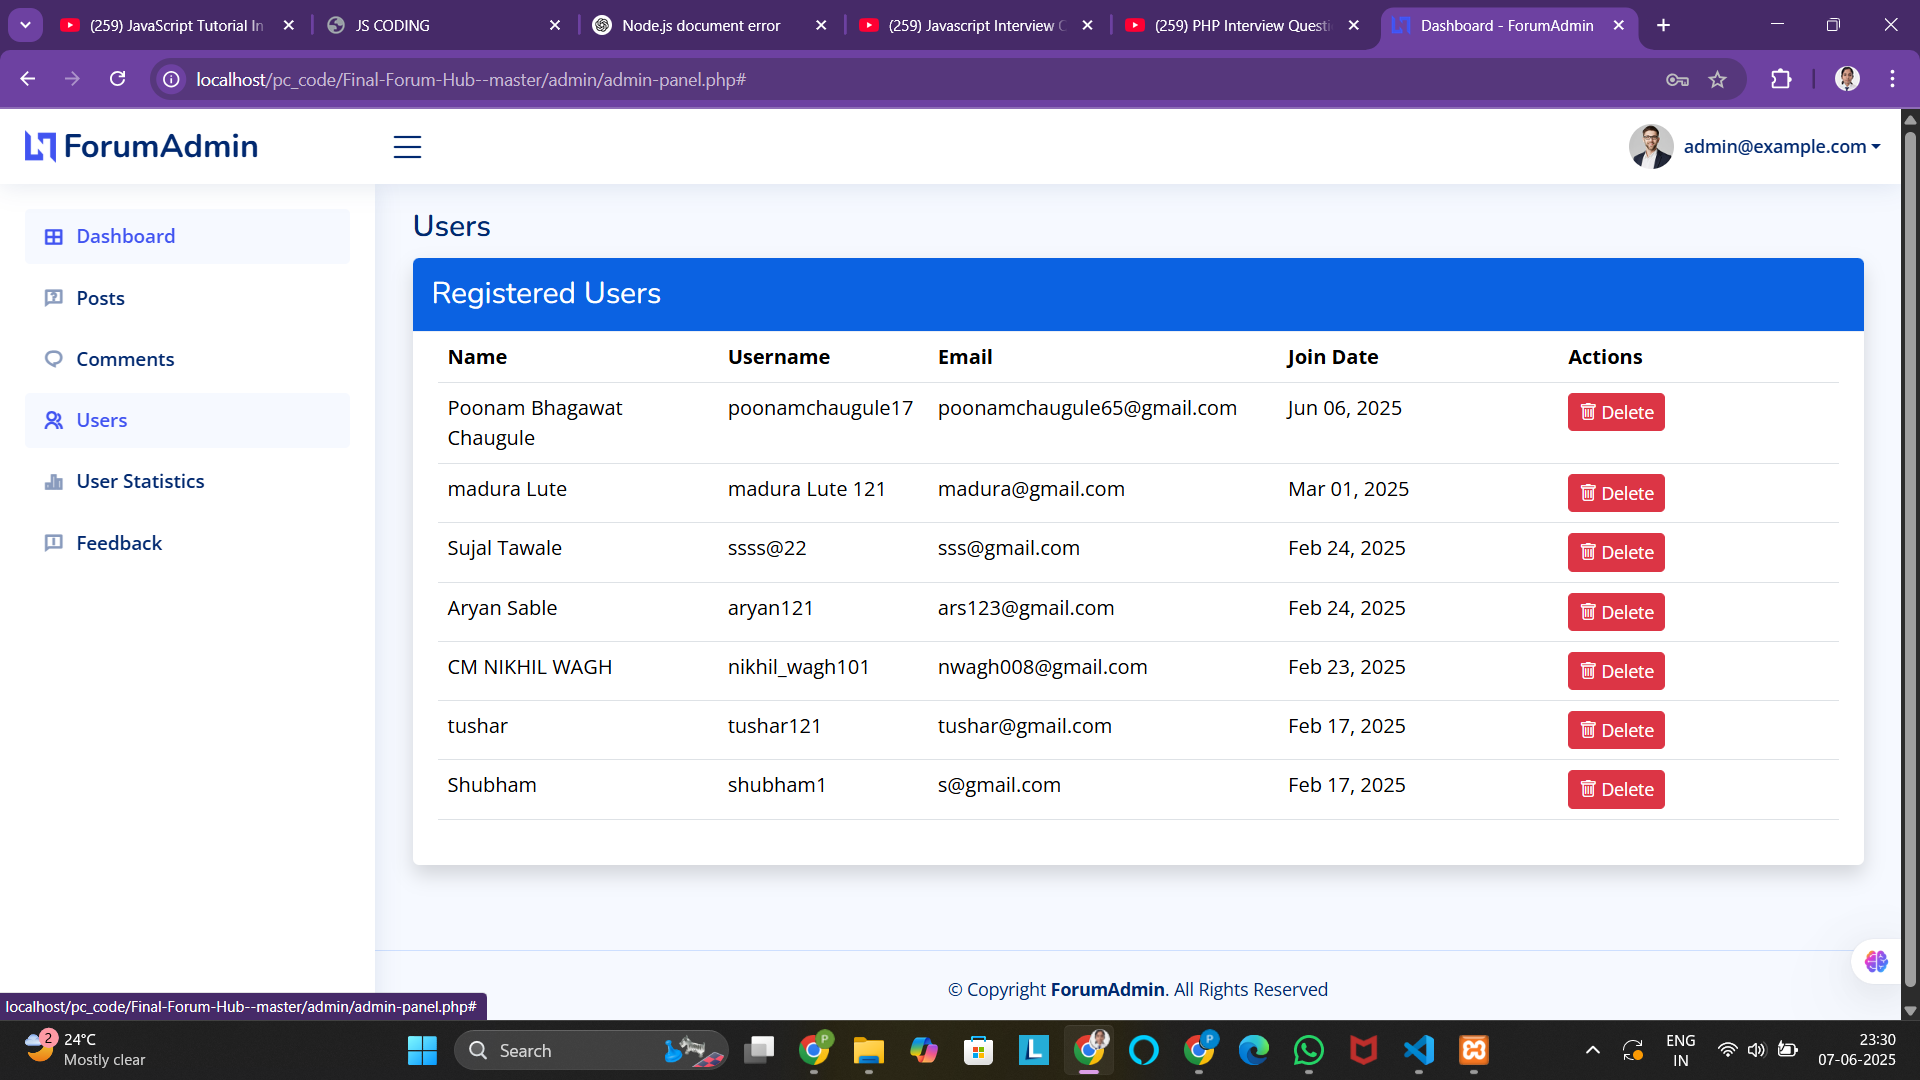 (259) JavaScript Tutorial In
JS CODING
Node.js document error
(259) Javascript Interview C
(259) PHP Interview Questi
Dashboard - ForumAdmin
localhost/pc_code/Final-Forum-Hub--master/admin/admin-panel.php#
ForumAdmin
admin@example.com
Dashboard
Posts
Comments
Users
User Statistics
Feedback
Users
Registered Users
Name Username Email Join Date Actions
Poonam Bhagawat Chaugule poonamchaugule17 poonamchaugule65@gmail.com Jun 06, 2025 Delete
madura Lute madura Lute 121 madura@gmail.com Mar 01, 2025 Delete
Sujal Tawale ssss@22 sss@gmail.com Feb 24, 2025 Delete
Aryan Sable aryan121 ars123@gmail.com Feb 24, 2025 Delete
CM NIKHIL WAGH nikhil_wagh101 nwagh008@gmail.com Feb 23, 2025 Delete
tushar tushar121 tushar@gmail.com Feb 17, 2025 Delete
Shubham shubham1 s@gmail.com Feb 17, 2025 Delete
© Copyright ForumAdmin. All Rights Reserved
localhost/pc_code/Final-Forum-Hub--master/admin/admin-panel.php#
2
24°C
Mostly clear
Search
P
L
P
ENG
IN
23:30
07-06-2025